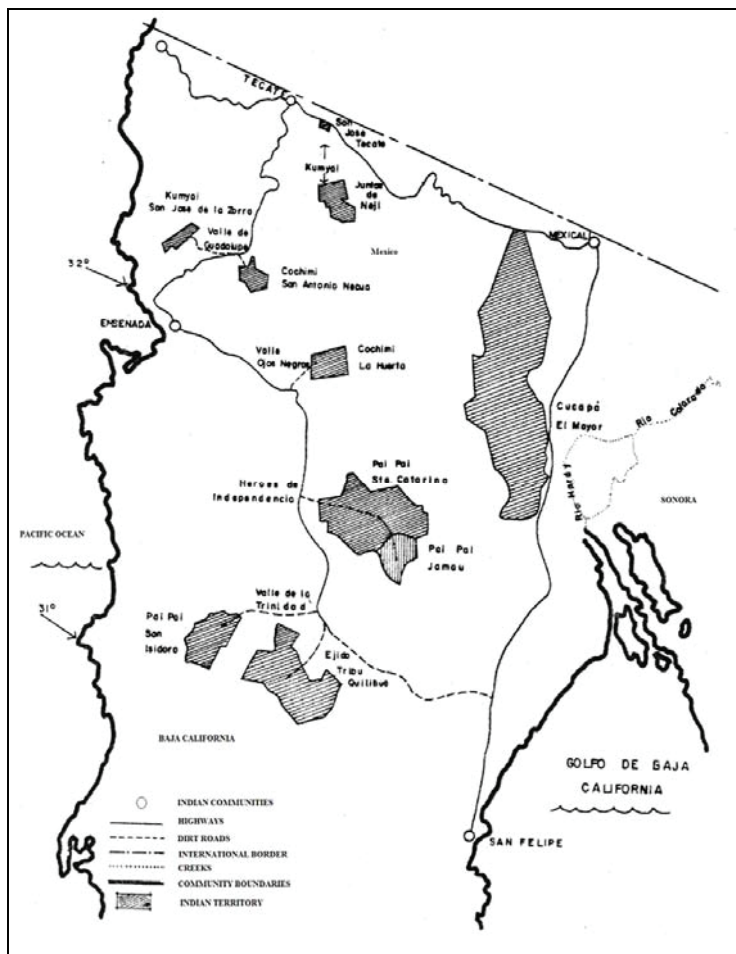 TECATE
San
Jose
Tecate
Kumyai
Juntas
de
Neji
Kumyai
San Jose de la Zorra
Valle de
Guadalupe
Mexico
MEXICAL
32°
Cochimi
San Antonio Necua
ENSENADA
Valle
Ojos Negros
Cochimi
La Huerta
Cucapá
El Mayor
Rio Colorado
Rio Hardy
SONORA
Pai Pai
Sta. Catarina
Heroes de
Independencia
Pai Pai
Jamau
PACIFIC OCEAN
31°
Valle de la
Trinidad
Pai Pai
San
Isidoro
Ejido
Tribu
Quilihua
BAJA CALIFORNIA
GOLFO DE BAJA
CALIFORNIA
SAN FELIPE
INDIAN COMMUNITIES
HIGHWAYS
DIRT ROADS
INTERNATIONAL BORDER
CREEKS
COMMUNITY BOUNDARIES
INDIAN TERRITORY